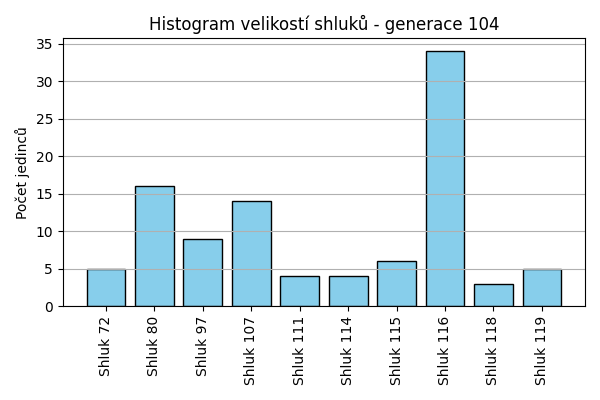 Histogram velikostí shluků - generace 104
Počet jedinců
35
30
25
20
15
10
5
0
Shluk 72
Shluk 80
Shluk 97
Shluk 107
Shluk 111
Shluk 114
Shluk 115
Shluk 116
Shluk 118
Shluk 119